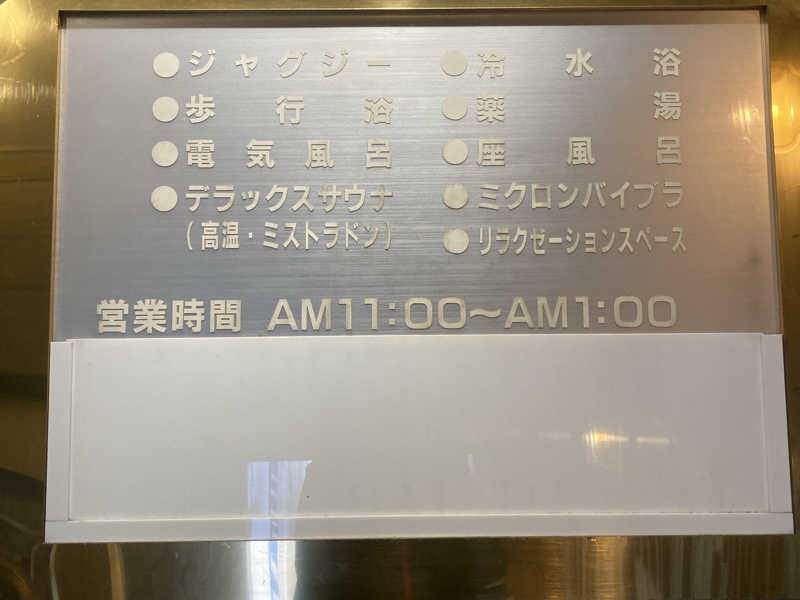 ●ジャグジー
●歩行浴
●電気風呂
●デラックスサウナ
(高温・ミストラドン)
●冷水浴
●薬湯
●座風呂
●ミクロンバイブラ
●リラクゼーションスペース
営業時間 AM11:00〜AM1:00